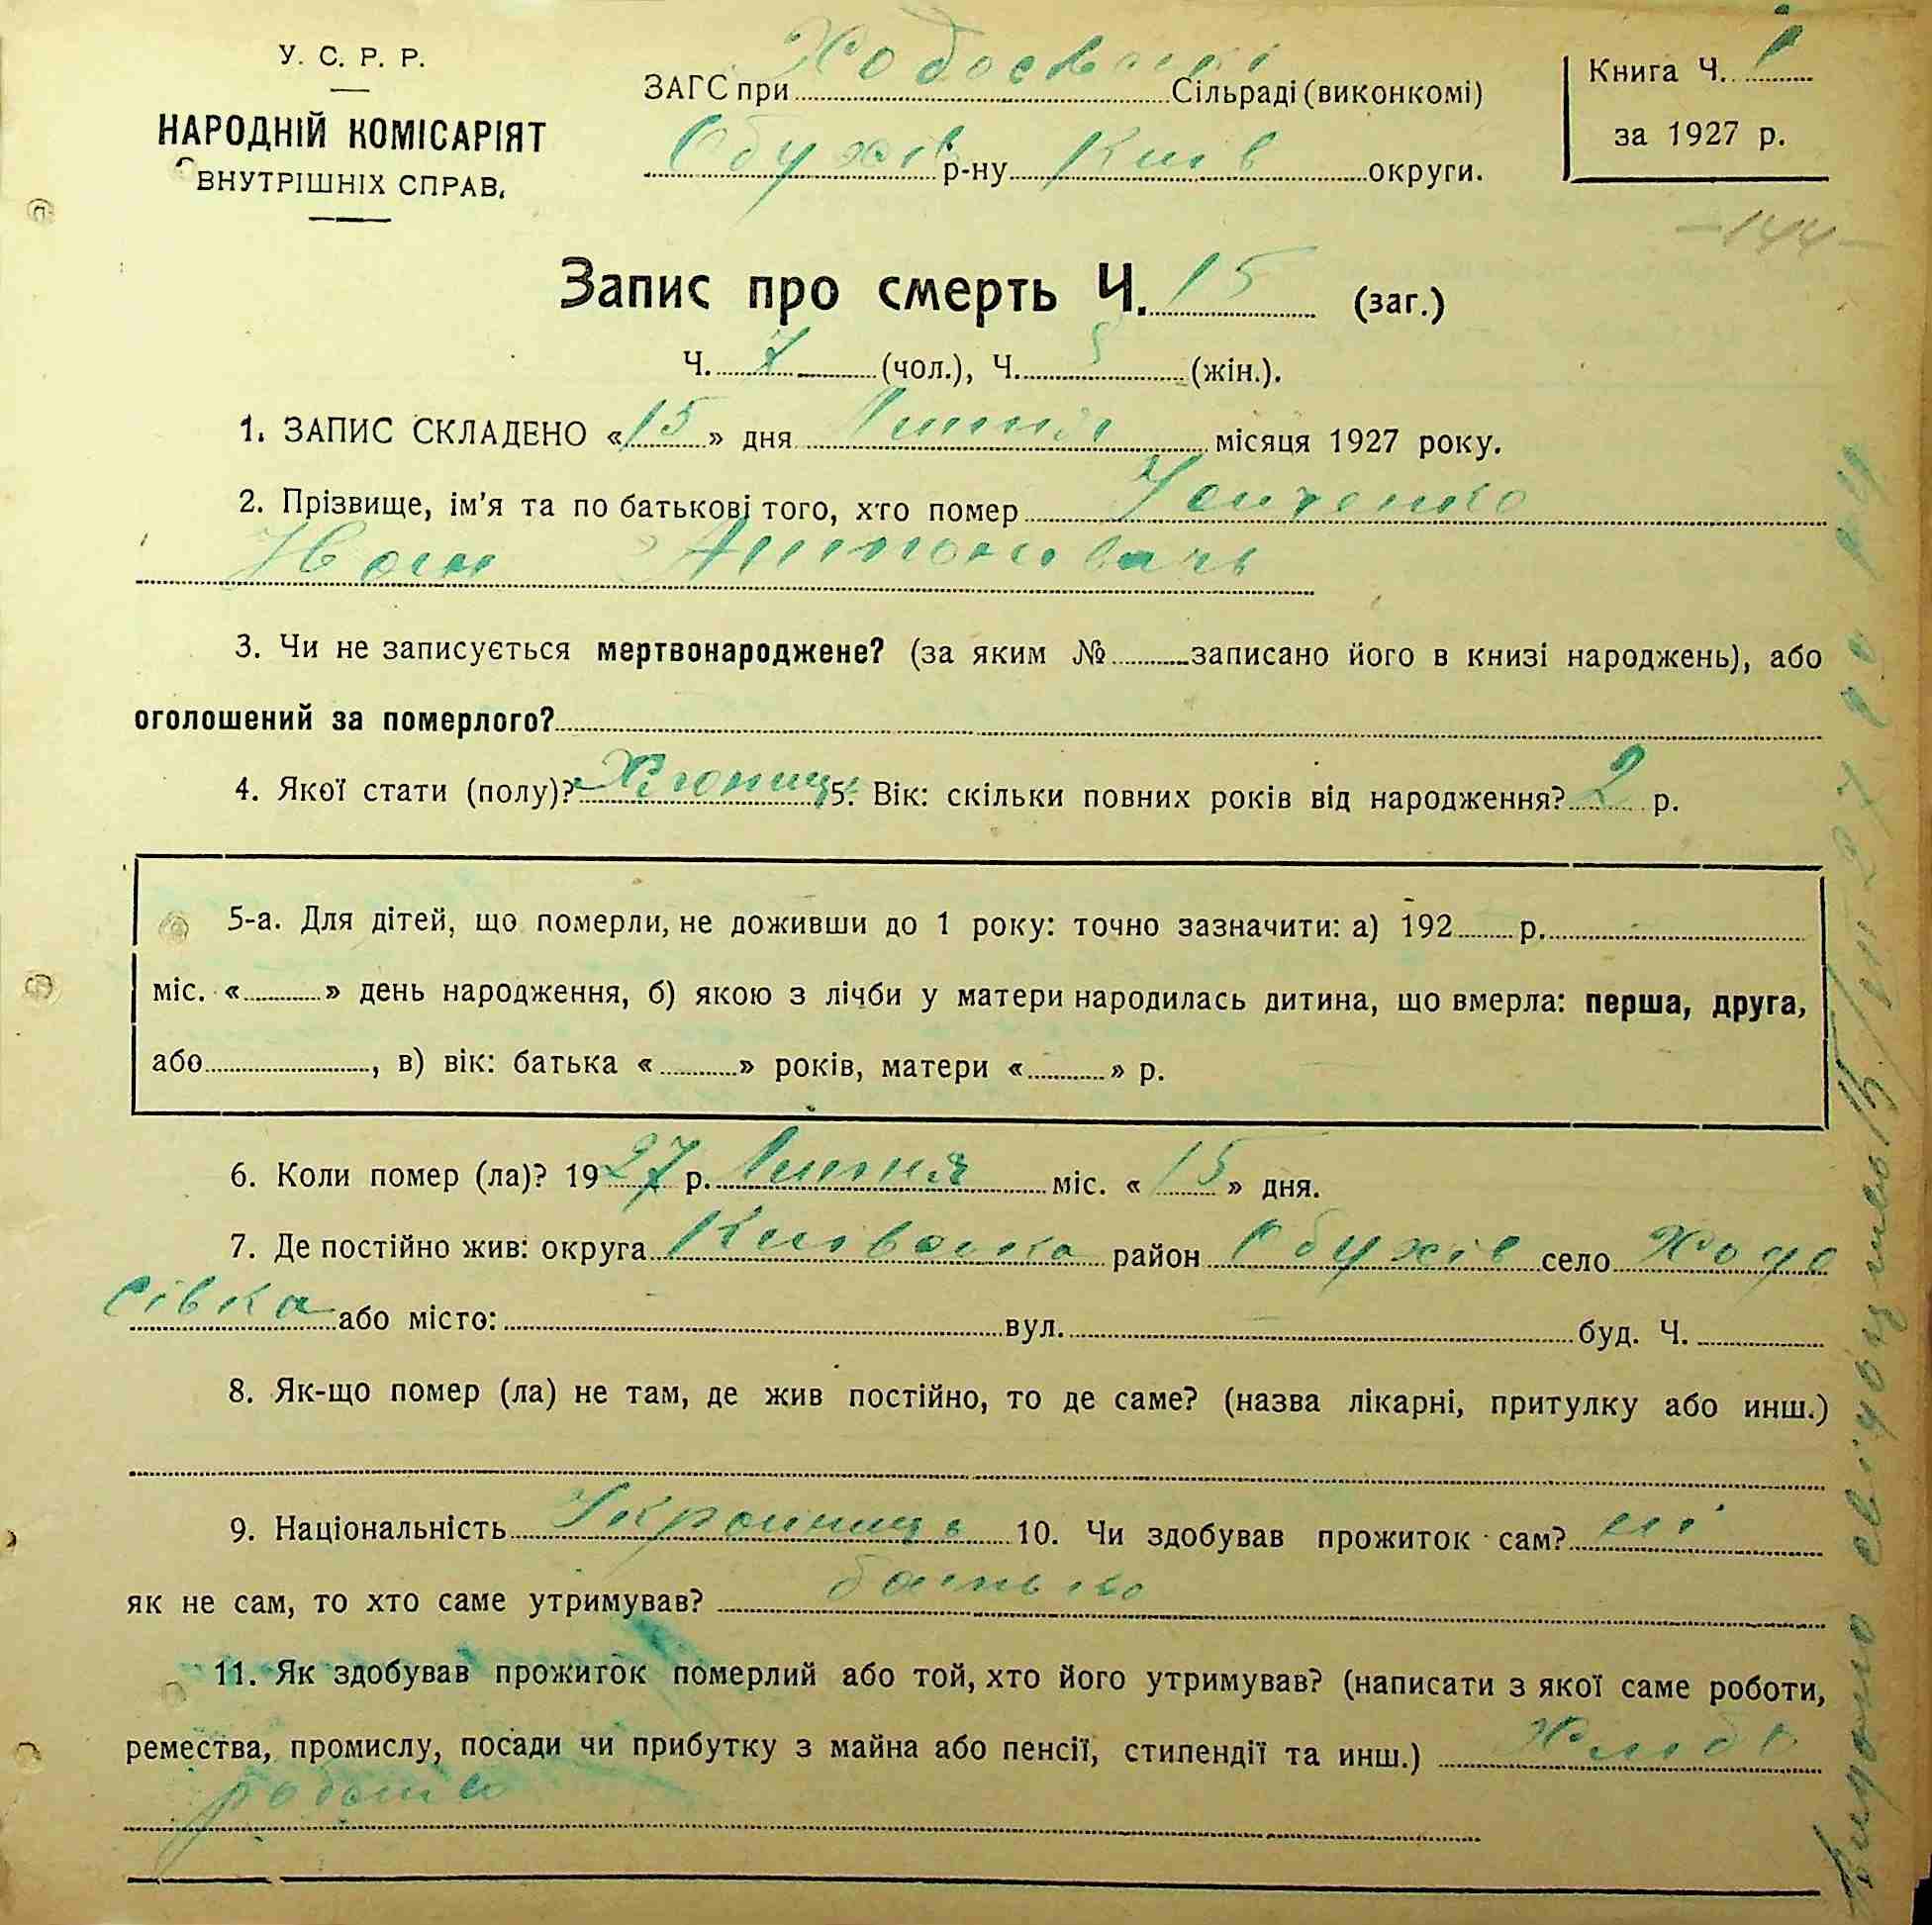 У. С. Р. Р.
НАРОДНІЙ КОМІСАРІЯТ
ВНУТРІШНІХ СПРАВ.
ЗАГС при Сільраді (виконкомі)
Обухів р-ну Київ округи.
Книга Ч. 1
за 1927 р.
-144-
Запис про смерть Ч. 15 (заг.)
Ч. 7 (чол.), Ч. (жін.).
1. ЗАПИС СКЛАДЕНО «15» дня Липня місяця 1927 року.
2. Прізвище, ім'я та по батькові того, хто помер
Іван Антонович
3. Чи не записується мертвонароджене? (за яким № записано його в книзі народжень), або
оголошений за померлого?
4. Якої стати (полу)? 5. Вік: скільки повних років від народження? 2 р.
5-а. Для дітей, що померли, не доживши до 1 року: точно зазначити: а) 192 р.
міс. « » день народження, б) якою з лічби у матери народилась дитина, що вмерла: перша, друга,
або , в) вік: батька « » років, матери « » р.
6. Коли помер (ла)? 1927 р. Липня міс. «15» дня.
7. Де постійно жив: округа Київська район Обухів село Ходо
сівка або місто: вул. буд. Ч.
8. Як-що помер (ла) не там, де жив постійно, то де саме? (назва лікарні, притулку або инш.)
9. Національність 10. Чи здобував прожиток сам? ні
як не сам, то хто саме утримував? батько
11. Як здобував прожиток померлий або той, хто його утримував? (написати з якої саме роботи,
ремества, промислу, посади чи прибутку з майна або пенсії, стипендії та инш.) Хлібо
робство